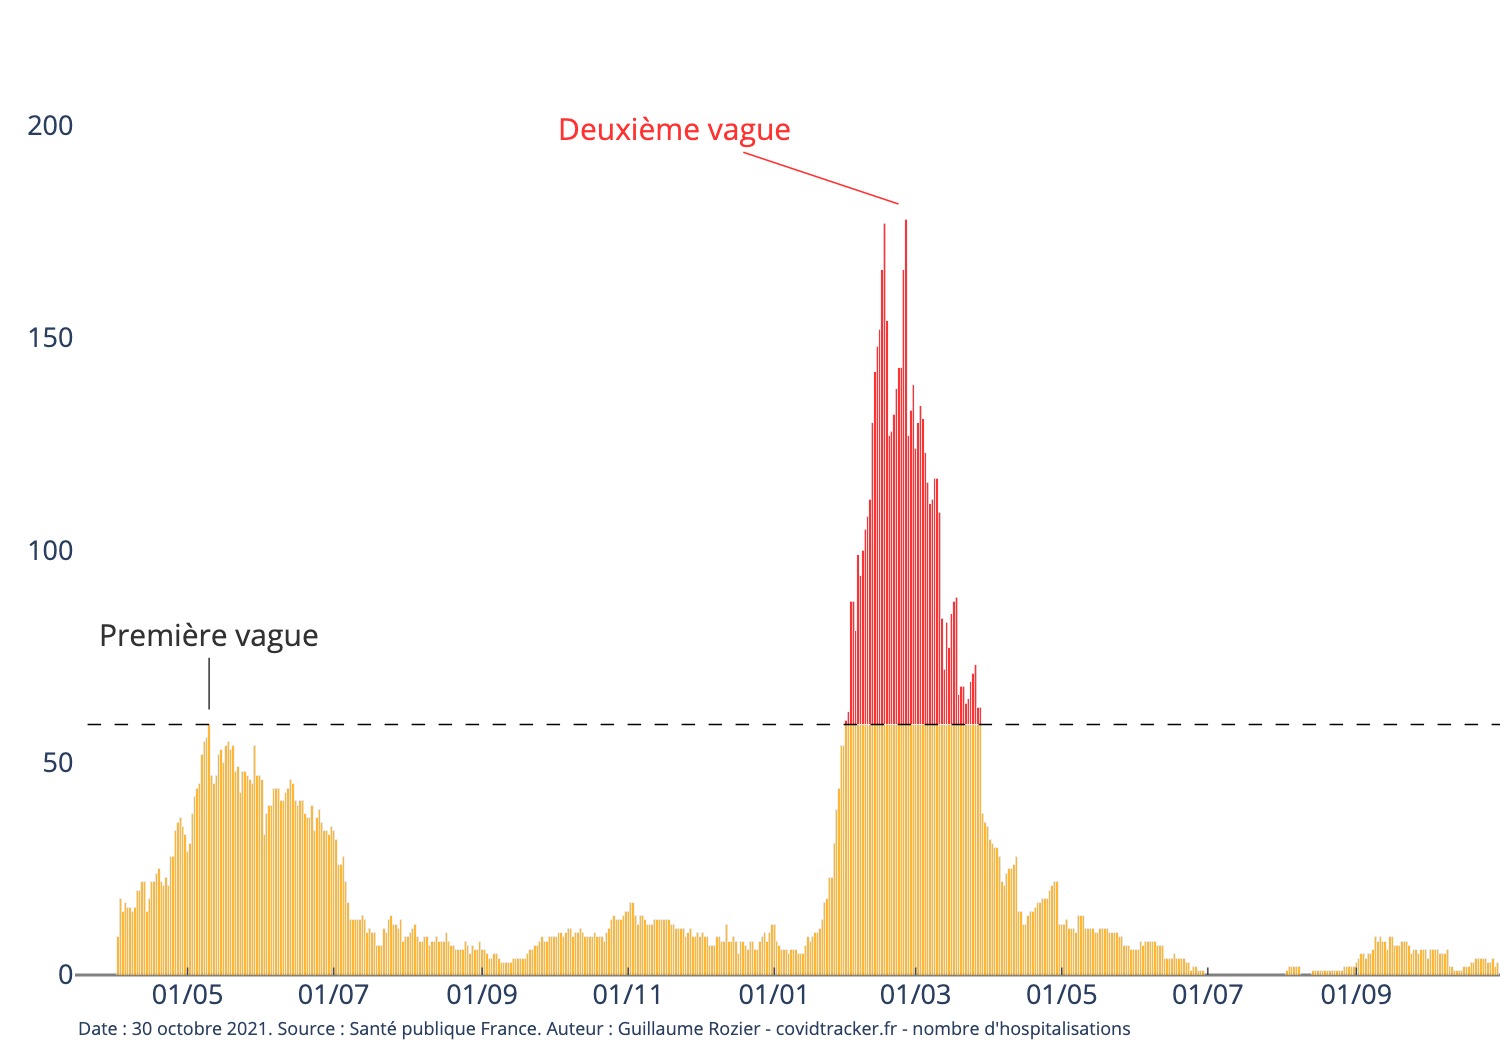 200
Deuxième vague
150
100
Première vague
50
0
01/05 01/07 01/09 01/11 01/01 01/03 01/05 01/07 01/09
Date : 30 octobre 2021. Source : Santé publique France. Auteur : Guillaume Rozier - covidtracker.fr - nombre d'hospitalisations